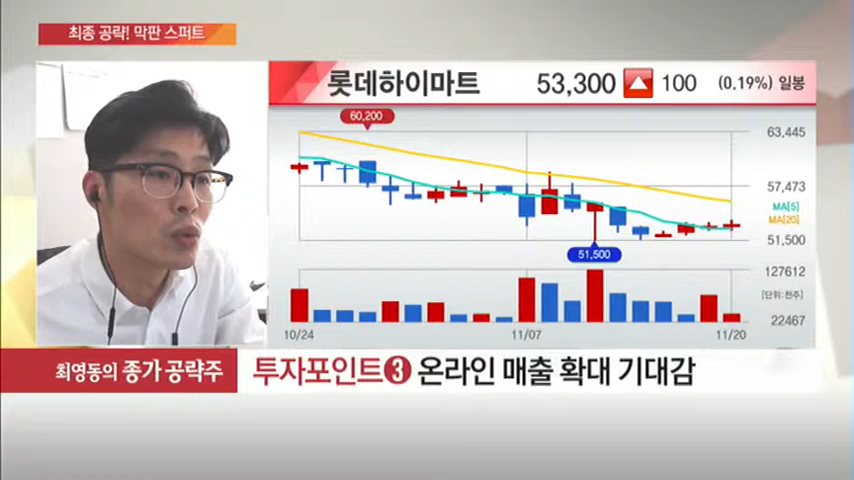 최종 공략! 막판 스퍼트
롯데하이마트 53,300 100 (0.19%) 일봉
60,200
63,445
57,473
MA[5]
MA[20]
51,500
51,500
127612
[단위:천주]
22467
10/24 11/07 11/20
최영동의 종가 공략주
투자포인트❸ 온라인 매출 확대 기대감